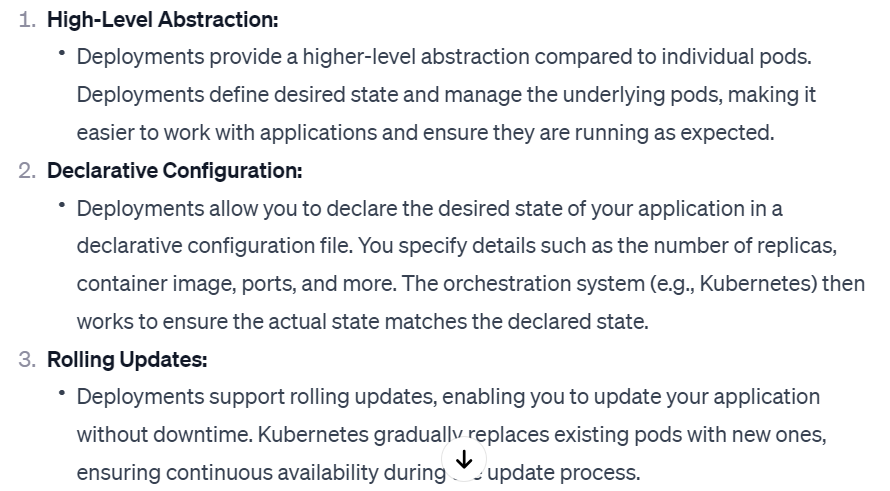 1. High-Level Abstraction:
• Deployments provide a higher-level abstraction compared to individual pods.
Deployments define desired state and manage the underlying pods, making it
easier to work with applications and ensure they are running as expected.
2. Declarative Configuration:
• Deployments allow you to declare the desired state of your application in a
declarative configuration file. You specify details such as the number of replicas,
container image, ports, and more. The orchestration system (e.g., Kubernetes) then
works to ensure the actual state matches the declared state.
3. Rolling Updates:
• Deployments support rolling updates, enabling you to update your application
without downtime. Kubernetes gradually replaces existing pods with new ones,
ensuring continuous availability during update process.